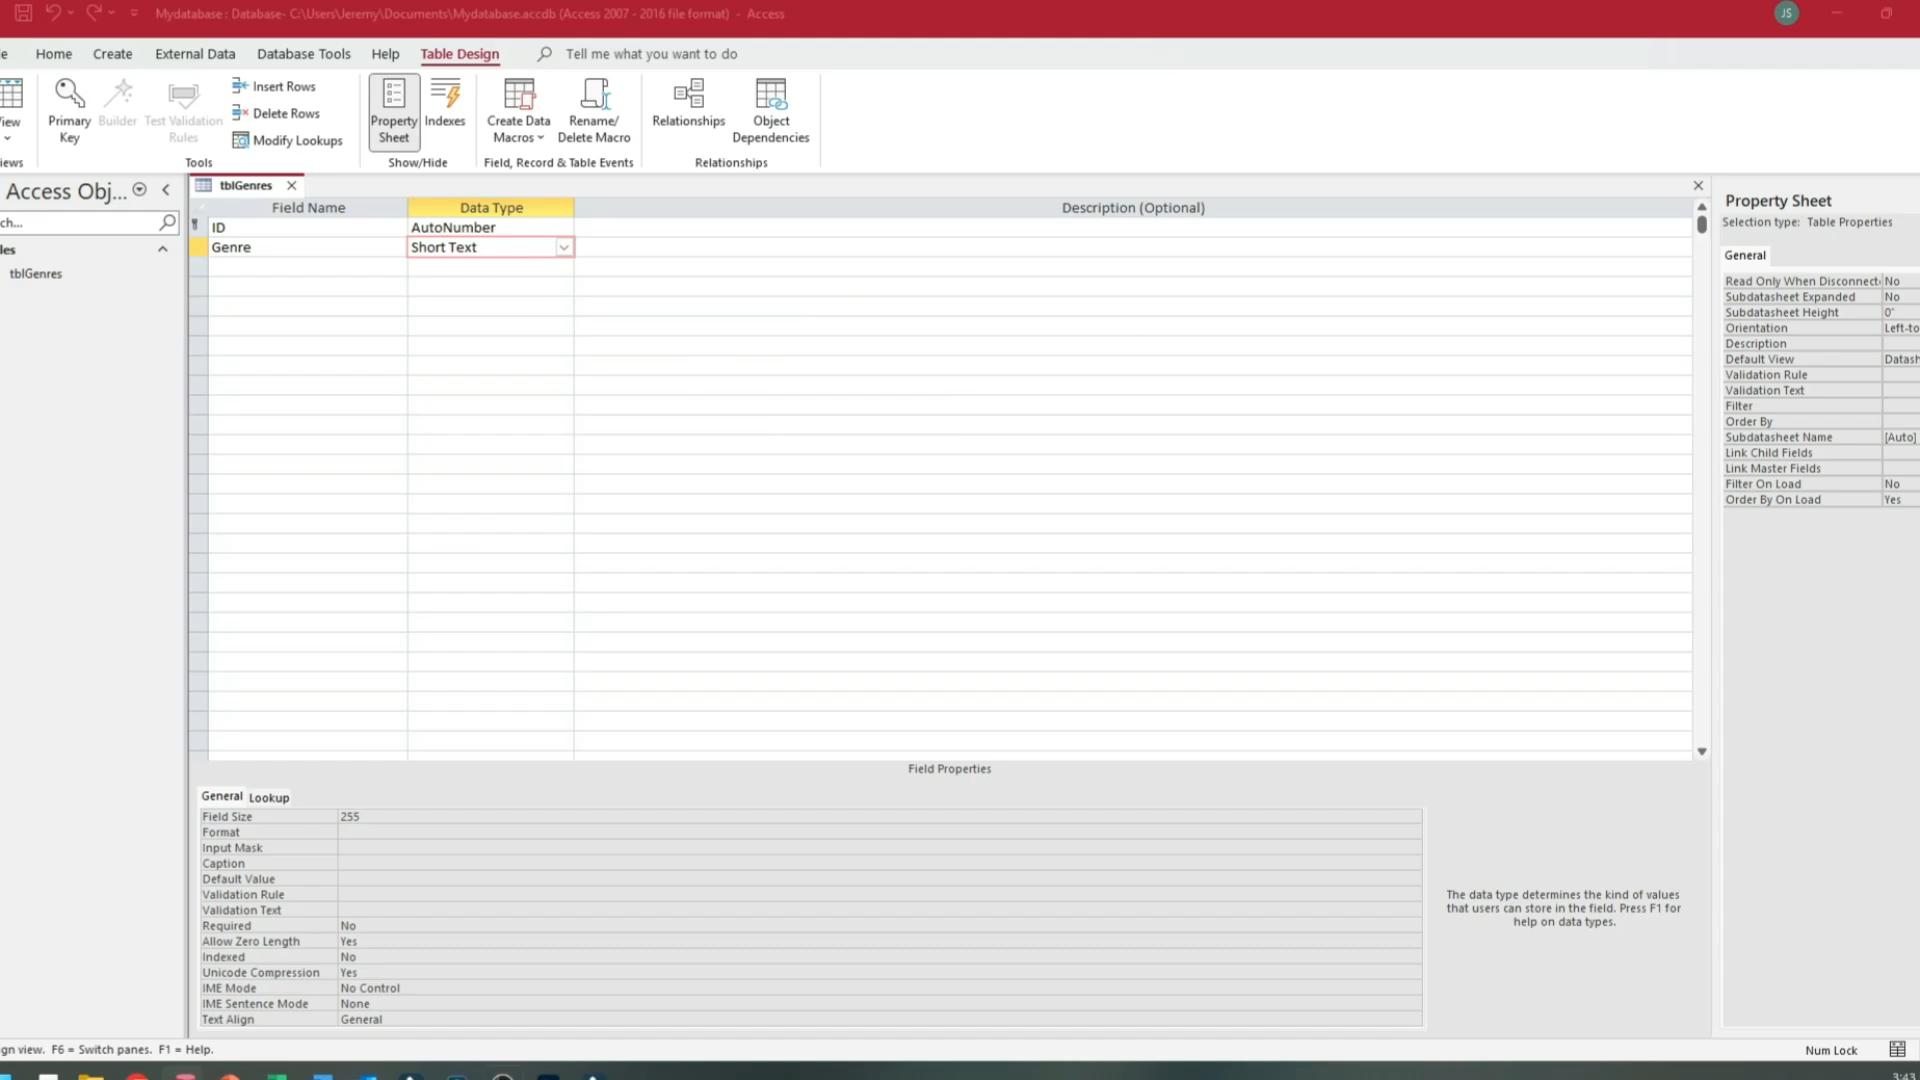 Mydatabase : Database- C:\Users\Jeremy\Documents\Mydatabase.accdb (Access 2007 - 2016 file format) - Access
JS
Home Create External Data Database Tools Help Table Design Tell me what you want to do
Primary Key
Builder
Test Validation Rules
Insert Rows
Delete Rows
Modify Lookups
Tools
Property Sheet
Indexes
Show/Hide
Create Data Macros
Rename/ Delete Macro
Field, Record & Table Events
Relationships
Object Dependencies
Relationships
Access Obj...
tblGenres
tblGenres
Field Name Data Type Description (Optional)
ID AutoNumber
Genre Short Text
Field Properties
General Lookup
Field Size 255
Format
Input Mask
Caption
Default Value
Validation Rule
Validation Text
Required No
Allow Zero Length Yes
Indexed No
Unicode Compression Yes
IME Mode No Control
IME Sentence Mode None
Text Align General
The data type determines the kind of values
that users can store in the field. Press F1 for
help on data types.
Property Sheet
Selection type: Table Properties
General
Read Only When Disconnect No
Subdatasheet Expanded No
Subdatasheet Height 0"
Orientation Left-to
Description
Default View Datash
Validation Rule
Validation Text
Filter
Order By
Subdatasheet Name [Auto]
Link Child Fields
Link Master Fields
Filter On Load No
Order By On Load Yes
gn view. F6 = Switch panes. F1 = Help.
Num Lock
3:43